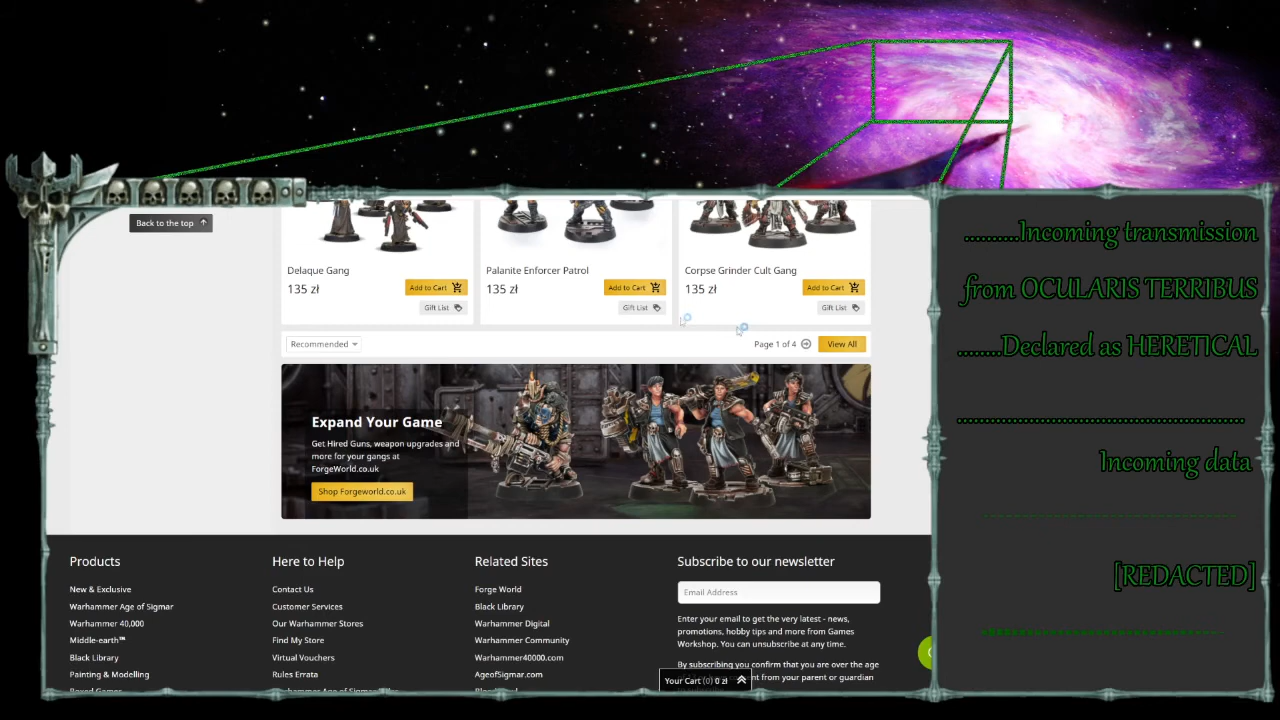 Back to the top
Delaque Gang
135 zł
Add to Cart
Gift List
Palanite Enforcer Patrol
135 zł
Add to Cart
Gift List
Corpse Grinder Cult Gang
135 zł
Add to Cart
Gift List
Recommended
Page 1 of 4
View All
Expand Your Game
Get Hired Guns, weapon upgrades and
more for your gangs at
ForgeWorld.co.uk
Shop Forgeworld.co.uk
Products
New & Exclusive
Warhammer Age of Sigmar
Warhammer 40,000
Middle-earth™
Black Library
Painting & Modelling
Here to Help
Contact Us
Customer Services
Our Warhammer Stores
Find My Store
Virtual Vouchers
Rules Errata
Related Sites
Forge World
Black Library
Warhammer Digital
Warhammer Community
Warhammer40000.com
AgeofSigmar.com
Subscribe to our newsletter
Email Address
Enter your email to get the very latest - news,
promotions, hobby tips and more from Games
Workshop. You can unsubscribe at any time.
By subscribing you confirm that you are over the age
from your parent or guardian
Your Cart (0) 0 zł
..........Incoming transmission
from OCULARIS TERRIBUS
........Declared as HERETICAL
Incoming data
[REDACTED]